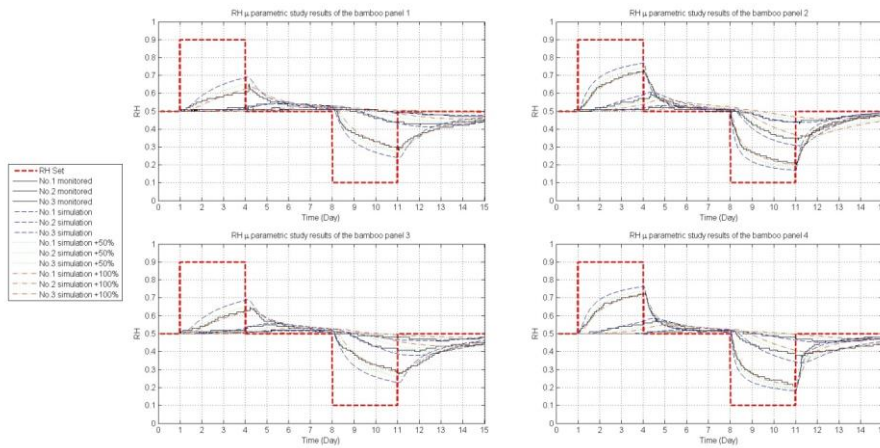 RH μ parametric study results of the bamboo panel 1
1
0.9
0.8
0.7
0.6
0.5
0.4
0.3
0.2
0.1
0
RH
0 1 2 3 4 5 6 7 8 9 10 11 12 13 14 15
Time (Day)
RH μ parametric study results of the bamboo panel 2
1
0.9
0.8
0.7
0.6
0.5
0.4
0.3
0.2
0.1
0
RH
0 1 2 3 4 5 6 7 8 9 10 11 12 13 14 15
Time (Day)
RH Set
No.1 monitored
No.2 monitored
No.3 monitored
No.1 simulation
No.2 simulation
No.3 simulation
No.1 simulation +50%
No.2 simulation +50%
No.3 simulation +50%
No.1 simulation +100%
No.2 simulation +100%
No.3 simulation +100%
RH μ parametric study results of the bamboo panel 3
1
0.9
0.8
0.7
0.6
0.5
0.4
0.3
0.2
0.1
0
RH
0 1 2 3 4 5 6 7 8 9 10 11 12 13 14 15
Time (Day)
RH μ parametric study results of the bamboo panel 4
1
0.9
0.8
0.7
0.6
0.5
0.4
0.3
0.2
0.1
0
RH
0 1 2 3 4 5 6 7 8 9 10 11 12 13 14 15
Time (Day)